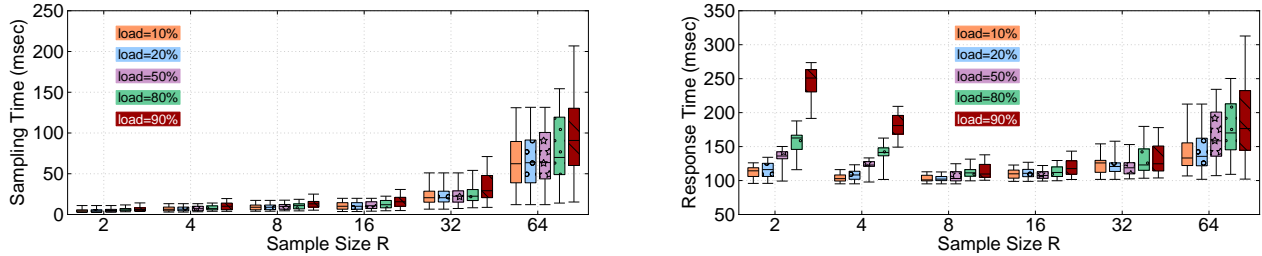 Sampling Time (msec)
250
200
150
100
50
0
load=10%
load=20%
load=50%
load=80%
load=90%
2 4 8 16 32 64
Sample Size R
Response Time (msec)
350
300
250
200
150
100
50
load=10%
load=20%
load=50%
load=80%
load=90%
2 4 8 16 32 64
Sample Size R